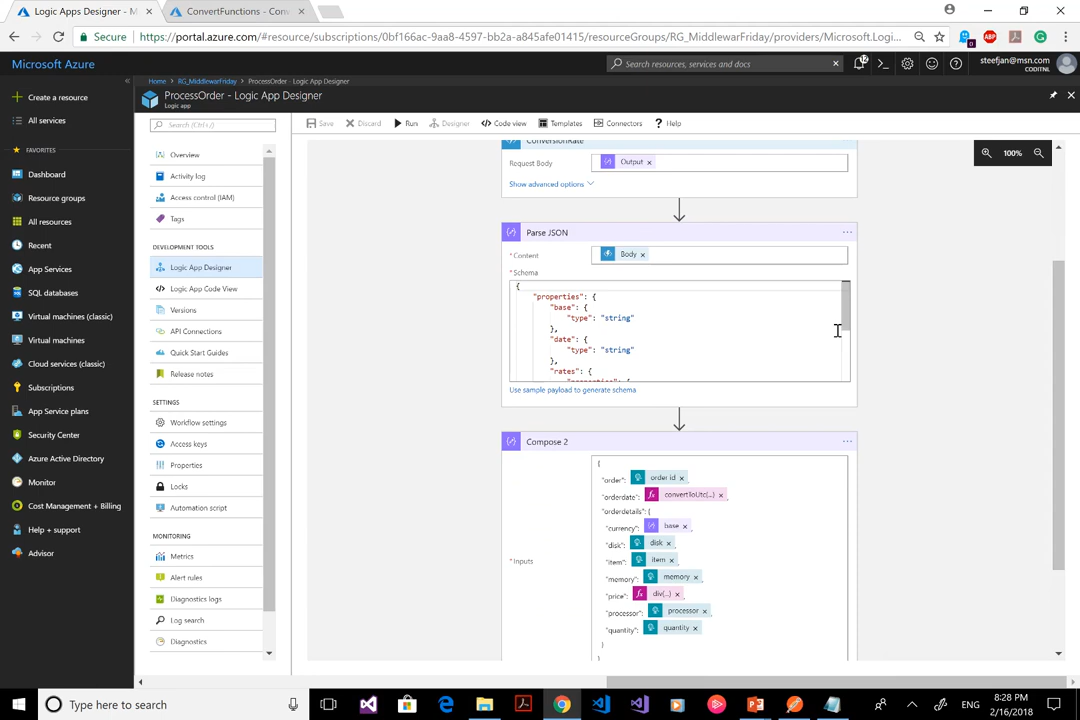 Logic Apps Designer - M
ConvertFunctions - Conv
Secure
https://portal.azure.com/#resource/subscriptions/0bf166ac-9aa8-4597-bb2a-a845afe01415/resourceGroups/RG_MiddlewarFriday/providers/Microsoft.Logic...
Microsoft Azure
Search resources, services and docs
steefjan@msn.com
CODITNL
Home
RG_MiddlewarFriday
ProcessOrder - Logic App Designer
ProcessOrder - Logic App Designer
Logic app
Create a resource
All services
FAVORITES
Dashboard
Resource groups
All resources
Recent
App Services
SQL databases
Virtual machines (classic)
Virtual machines
Cloud services (classic)
Subscriptions
App Service plans
Security Center
Azure Active Directory
Monitor
Cost Management + Billing
Help + support
Advisor
Search (Ctrl+/)
Overview
Activity log
Access control (IAM)
Tags
DEVELOPMENT TOOLS
Logic App Designer
Logic App Code View
Versions
API Connections
Quick Start Guides
Release notes
SETTINGS
Workflow settings
Access keys
Properties
Locks
Automation script
MONITORING
Metrics
Alert rules
Diagnostics logs
Log search
Diagnostics
Save
Discard
Run
Designer
Code view
Templates
Connectors
Help
100%
ConversionRate
Request Body
Output
Show advanced options
Parse JSON
* Content
Body
* Schema
{
"properties": {
"base": {
"type": "string"
},
"date": {
"type": "string"
},
"rates": {
"properties": {
Use sample payload to generate schema
Compose 2
* Inputs
{
"order": order id ,
"orderdate": convertToUtc(...) ,
"orderdetails": {
"currency": base ,
"disk": disk ,
"item": item ,
"memory": memory ,
"price": div(...) ,
"processor": processor ,
"quantity": quantity
}
}
Type here to search
ENG
8:28 PM
2/16/2018